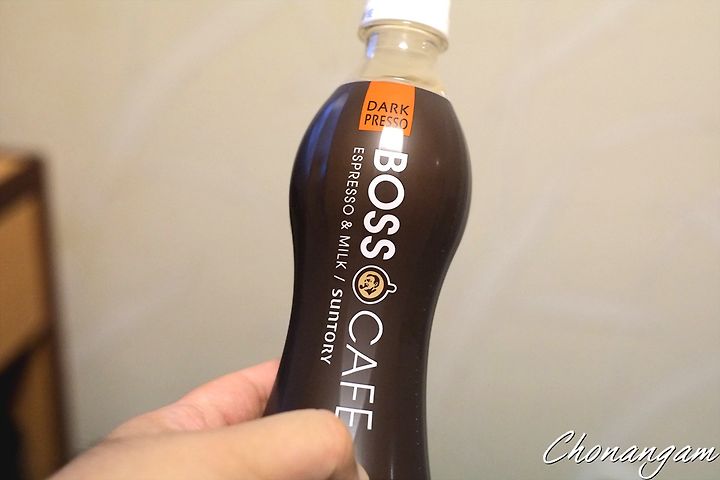 DARK
PRESSO
BOSS CAFE
ESPRESSO & MILK / SUNTORY
Chonangam